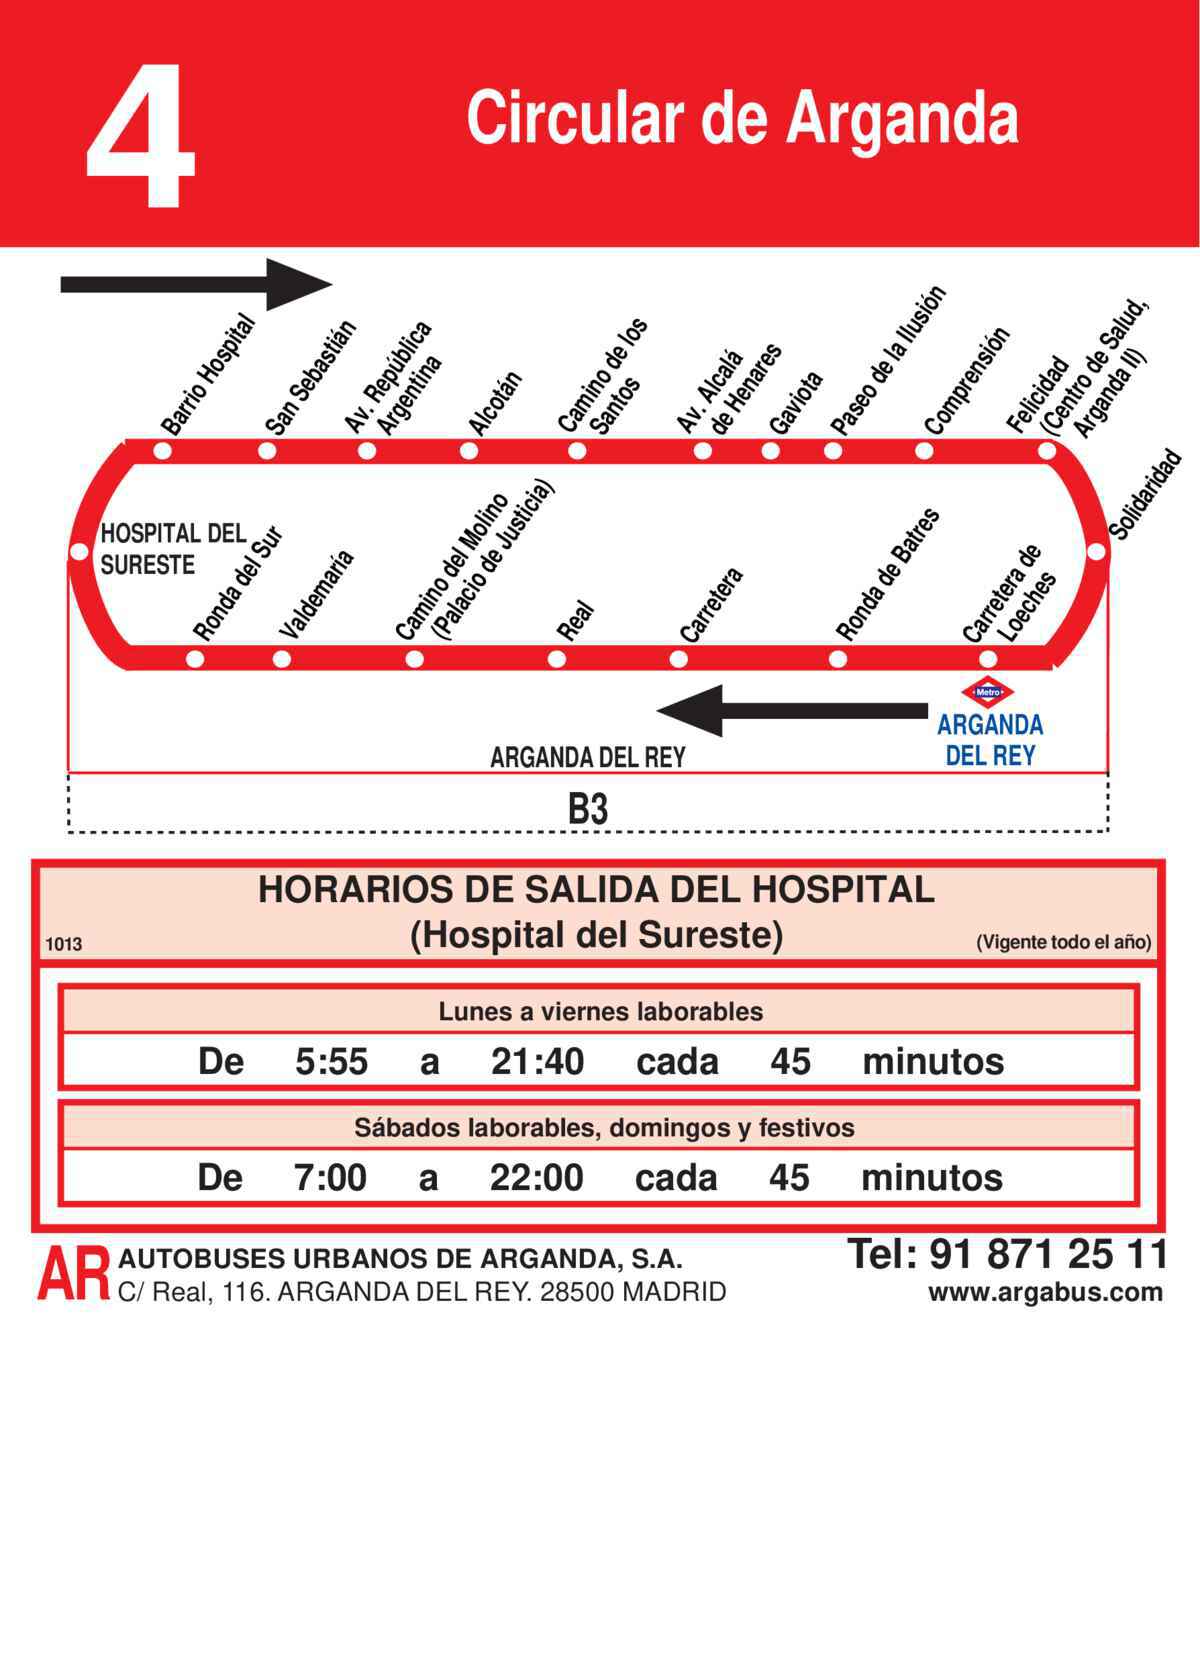 4
Circular de Arganda
Barrio Hospital
San Sebastián
Av. República
Argentina
Alcotán
Camino de los
Santos
Av. Alcalá
de Henares
Gaviota
Paseo de la Ilusión
Comprensión
Felicidad
(Centro de Salud,
Arganda II)
Solidaridad
HOSPITAL DEL
SURESTE
Ronda del Sur
Valdemaría
Camino del Molino
(Palacio de Justicia)
Real
Carretera
Ronda de Batres
Carretera de
Loeches
Metro
ARGANDA
DEL REY
ARGANDA DEL REY
B3
HORARIOS DE SALIDA DEL HOSPITAL
(Hospital del Sureste)
1013
(Vigente todo el año)
Lunes a viernes laborables
De 5:55 a 21:40 cada 45 minutos
Sábados laborables, domingos y festivos
De 7:00 a 22:00 cada 45 minutos
AR
AUTOBUSES URBANOS DE ARGANDA, S.A.
C/ Real, 116. ARGANDA DEL REY. 28500 MADRID
Tel: 91 871 25 11
www.argabus.com